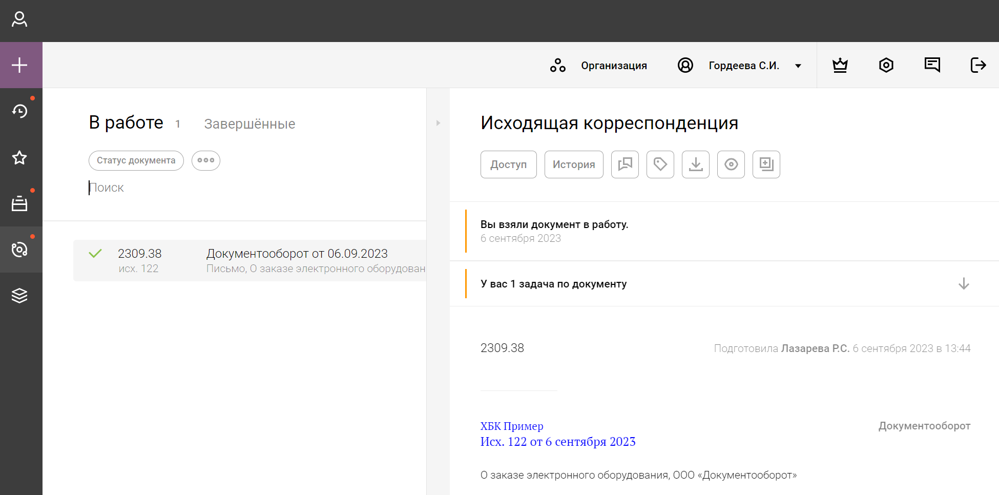 Организация
Гордеева С.И.
В работе 1 Завершённые
Статус документа
Поиск
2309.38 Документооборот от 06.09.2023
исх. 122 Письмо, О заказе электронного оборудован
Исходящая корреспонденция
Доступ История
Вы взяли документ в работу.
6 сентября 2023
У вас 1 задача по документу
2309.38 Подготовила Лазарева Р.С. 6 сентября 2023 в 13:44
ХБК Пример Документооборот
Исх. 122 от 6 сентября 2023
О заказе электронного оборудования, ООО «Документооборот»